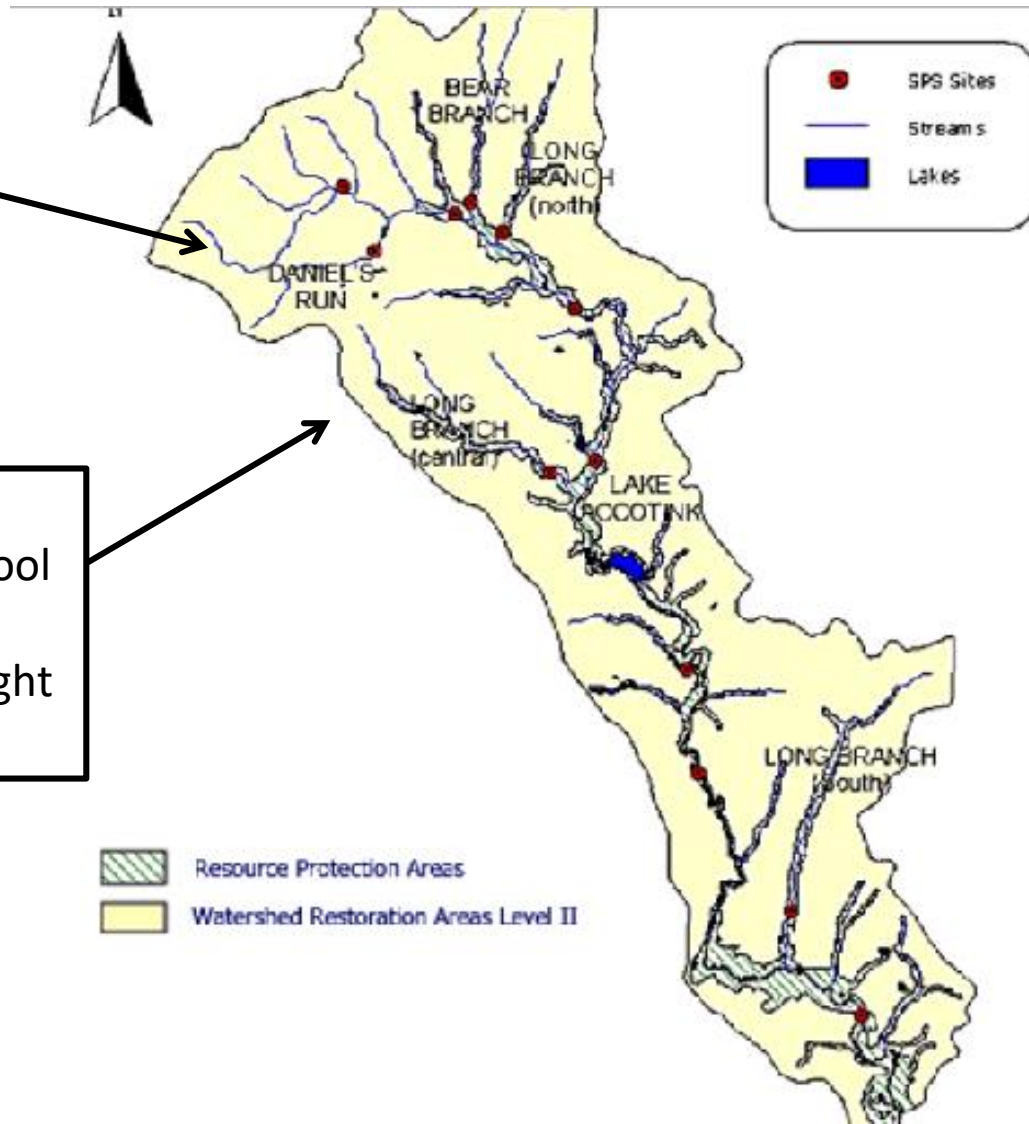 SPS Sites
Streams
Lakes
BEAR
BRANCH
LONG
BRANCH
(north)
DANIEL'S
RUN
LONG
BRANCH
(central)
LAKE
ACCOTINK
ool
ght
LONG BRANCH
(South)
Resource Protection Areas
Watershed Restoration Areas Level II